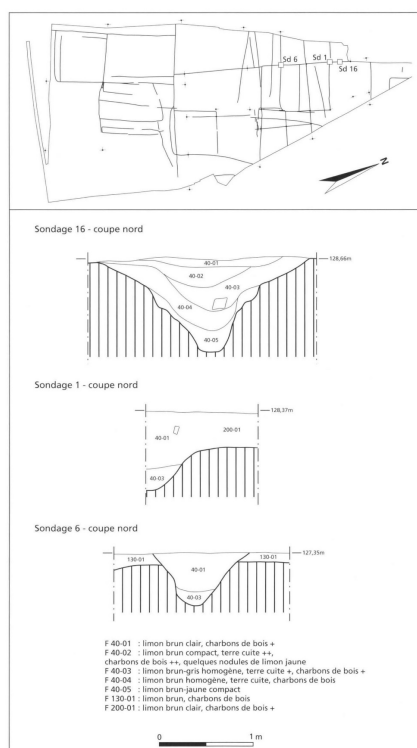 Sd 6
Sd 1
Sd 16
N
Sondage 16 - coupe nord
128,66m
40-01
40-02
40-03
40-04
40-05
Sondage 1 - coupe nord
128,37m
40-01
200-01
40-03
Sondage 6 - coupe nord
127,35m
130-01
130-01
40-01
40-03
F 40-01 : limon brun clair, charbons de bois +
F 40-02 : limon brun compact, terre cuite ++,
charbons de bois ++, quelques nodules de limon jaune
F 40-03 : limon brun-gris homogène, terre cuite +, charbons de bois +
F 40-04 : limon brun homogène, terre cuite, charbons de bois
F 40-05 : limon brun-jaune compact
F 130-01 : limon brun, charbons de bois
F 200-01 : limon brun clair, charbons de bois +
0 1 m